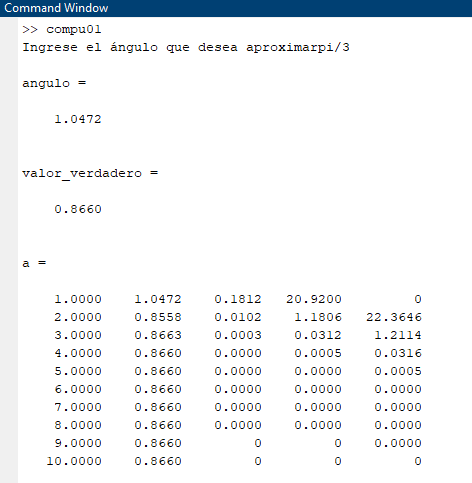 Command Window
>> compu01
Ingrese el ángulo que desea aproximarpi/3
angulo =
1.0472
valor_verdadero =
0.8660
a =
1.0000 1.0472 0.1812 20.9200 0
2.0000 0.8558 0.0102 1.1806 22.3646
3.0000 0.8663 0.0003 0.0312 1.2114
4.0000 0.8660 0.0000 0.0005 0.0316
5.0000 0.8660 0.0000 0.0000 0.0005
6.0000 0.8660 0.0000 0.0000 0.0000
7.0000 0.8660 0.0000 0.0000 0.0000
8.0000 0.8660 0.0000 0.0000 0.0000
9.0000 0.8660 0 0 0.0000
10.0000 0.8660 0 0 0